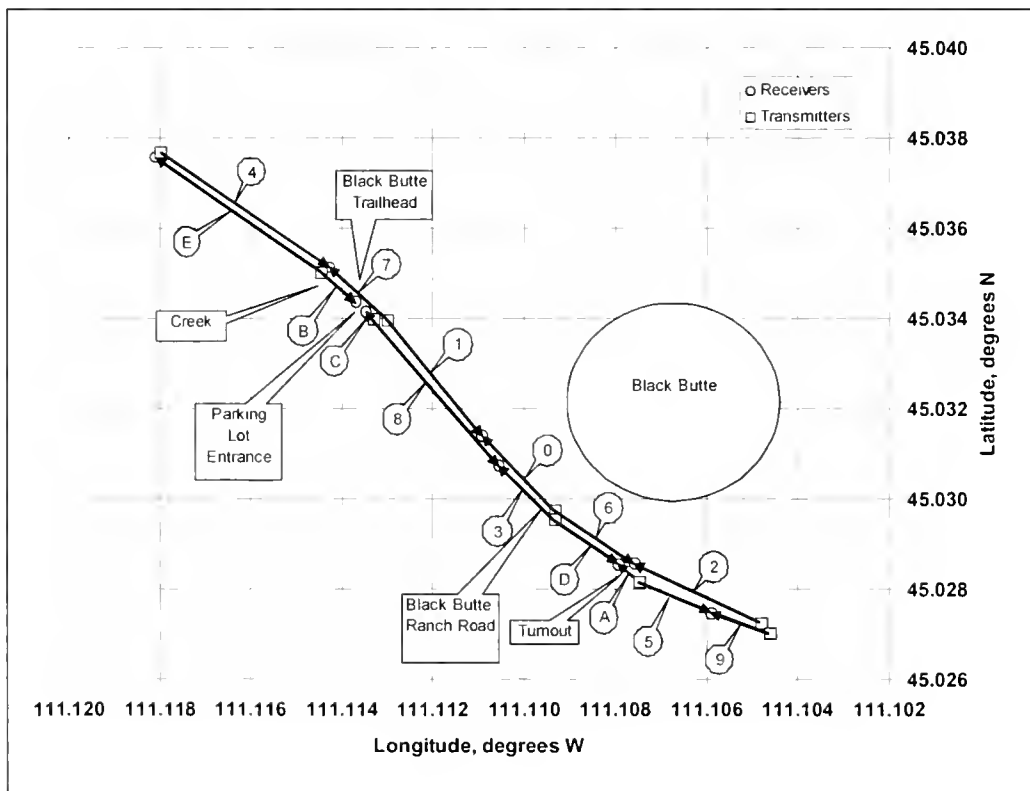 45.040
Receivers
Transmitters
45.038
4
Black Butte
Trailhead
E
7
45.036
Creek
B
C
1
45.034
8
Black Butte
Parking
Lot
Entrance
45.032
0
3
6
45.030
D
2
Black Butte
Ranch Road
Turnout
A
5
9
45.028
45.026
Latitude, degrees N
111.120 111.118 111.116 111.114 111.112 111.110 111.108 111.106 111.104 111.102
Longitude, degrees W